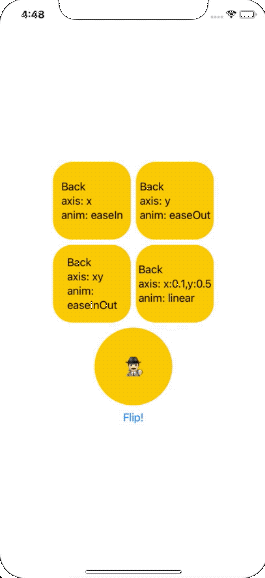 4:48
Back
axis: x
anim: easeIn
Back
axis: y
anim: easeOut
Back
axis: xy
anim:
easeInOut
Back
axis: x:0.1,y:0.5
anim: linear
Flip!